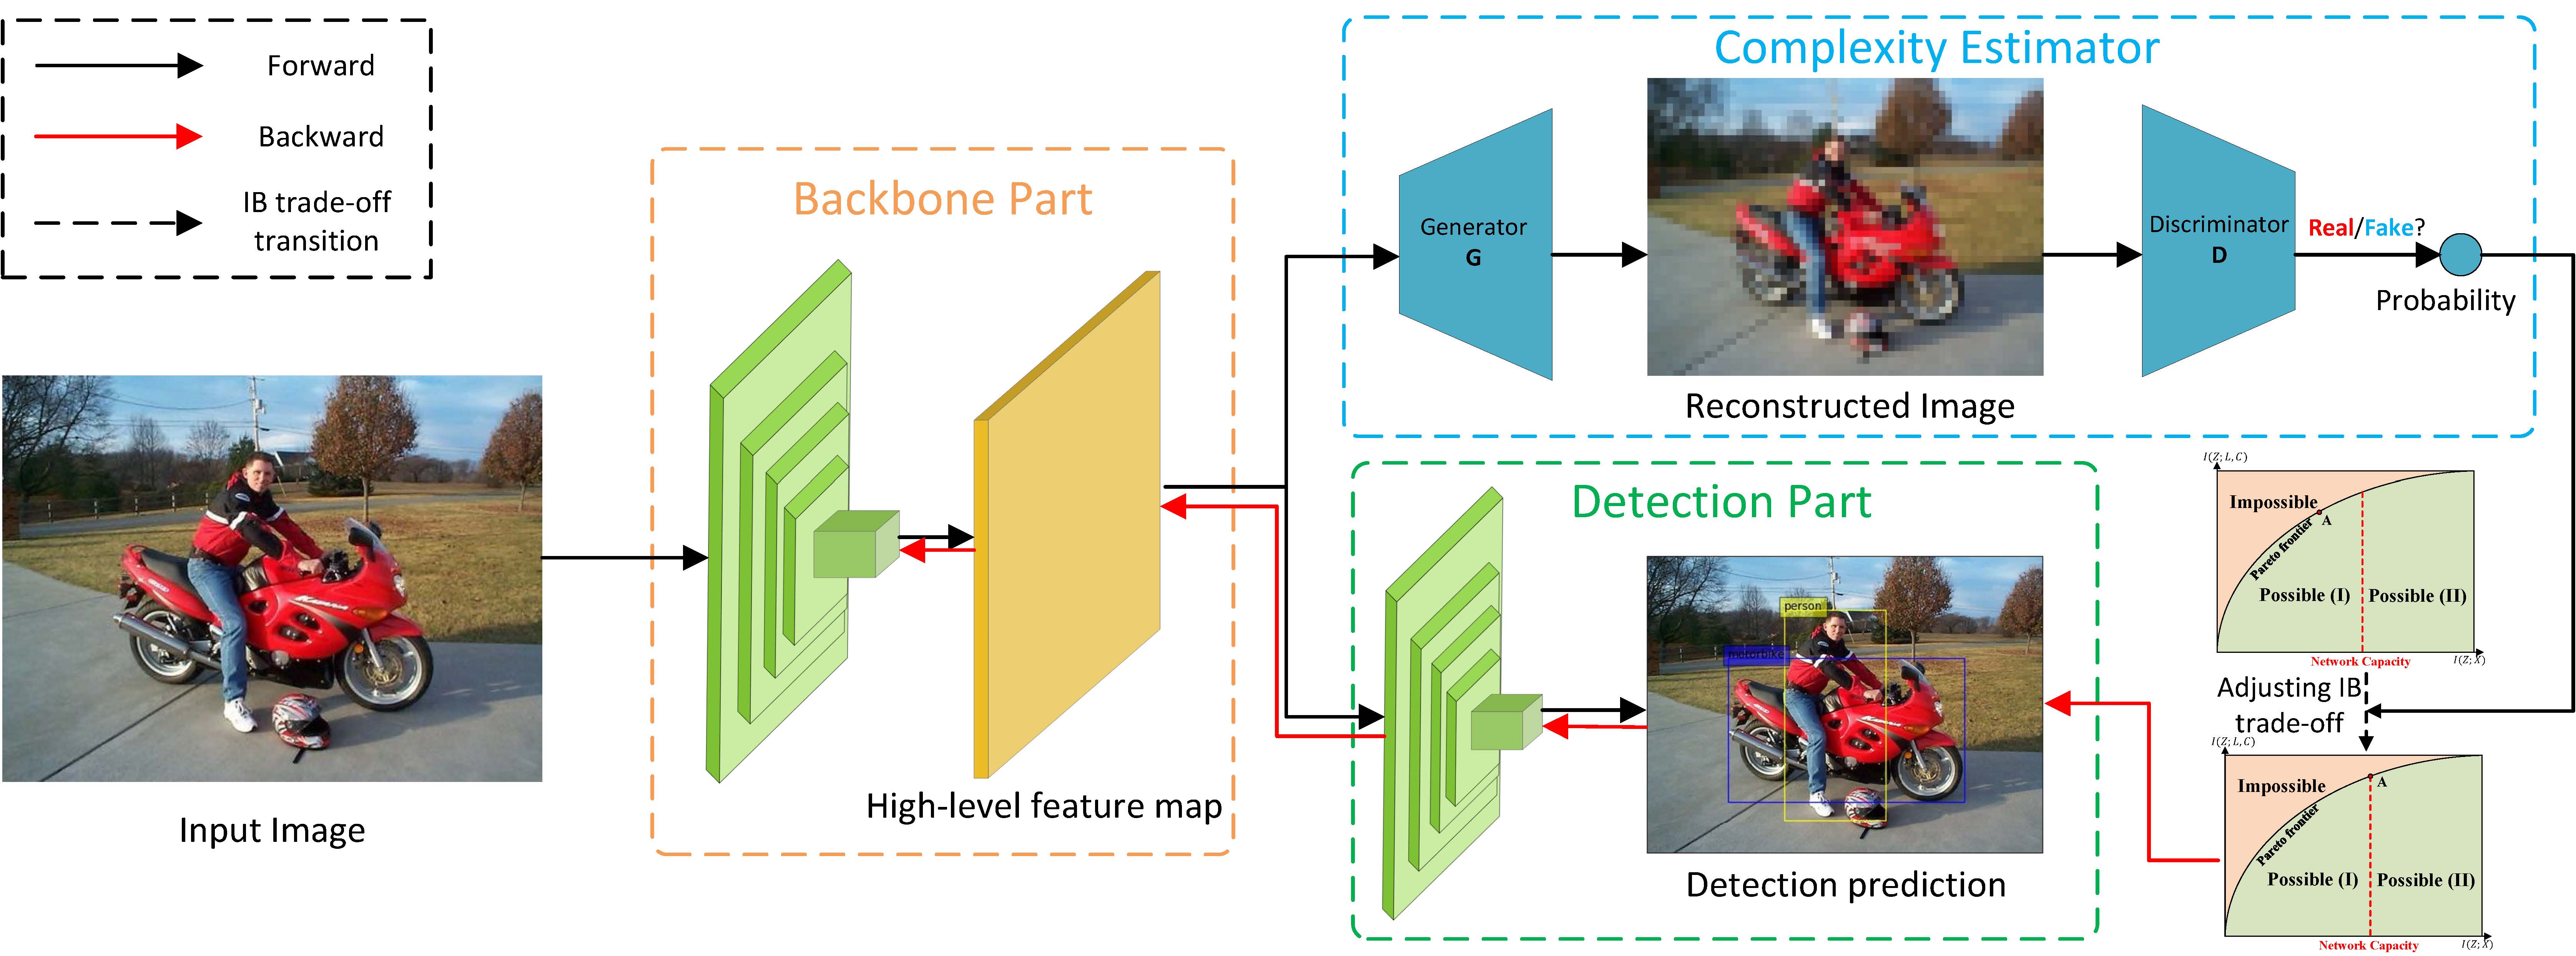 Forward
Backward
IB trade-off
transition
Input Image
Backbone Part
High-level feature map
Complexity Estimator
Generator
G
Reconstructed Image
Discriminator
D
Real/Fake?
Probability
Detection Part
person
motorbike
Detection prediction
I(Z;L,C)
Impossible
A
Pareto frontier
Possible (I)
Possible (II)
Network Capacity
I(Z;X)
Adjusting IB
trade-off
I(Z;L,C)
Impossible
A
Pareto frontier
Possible (I)
Possible (II)
Network Capacity
I(Z;X)